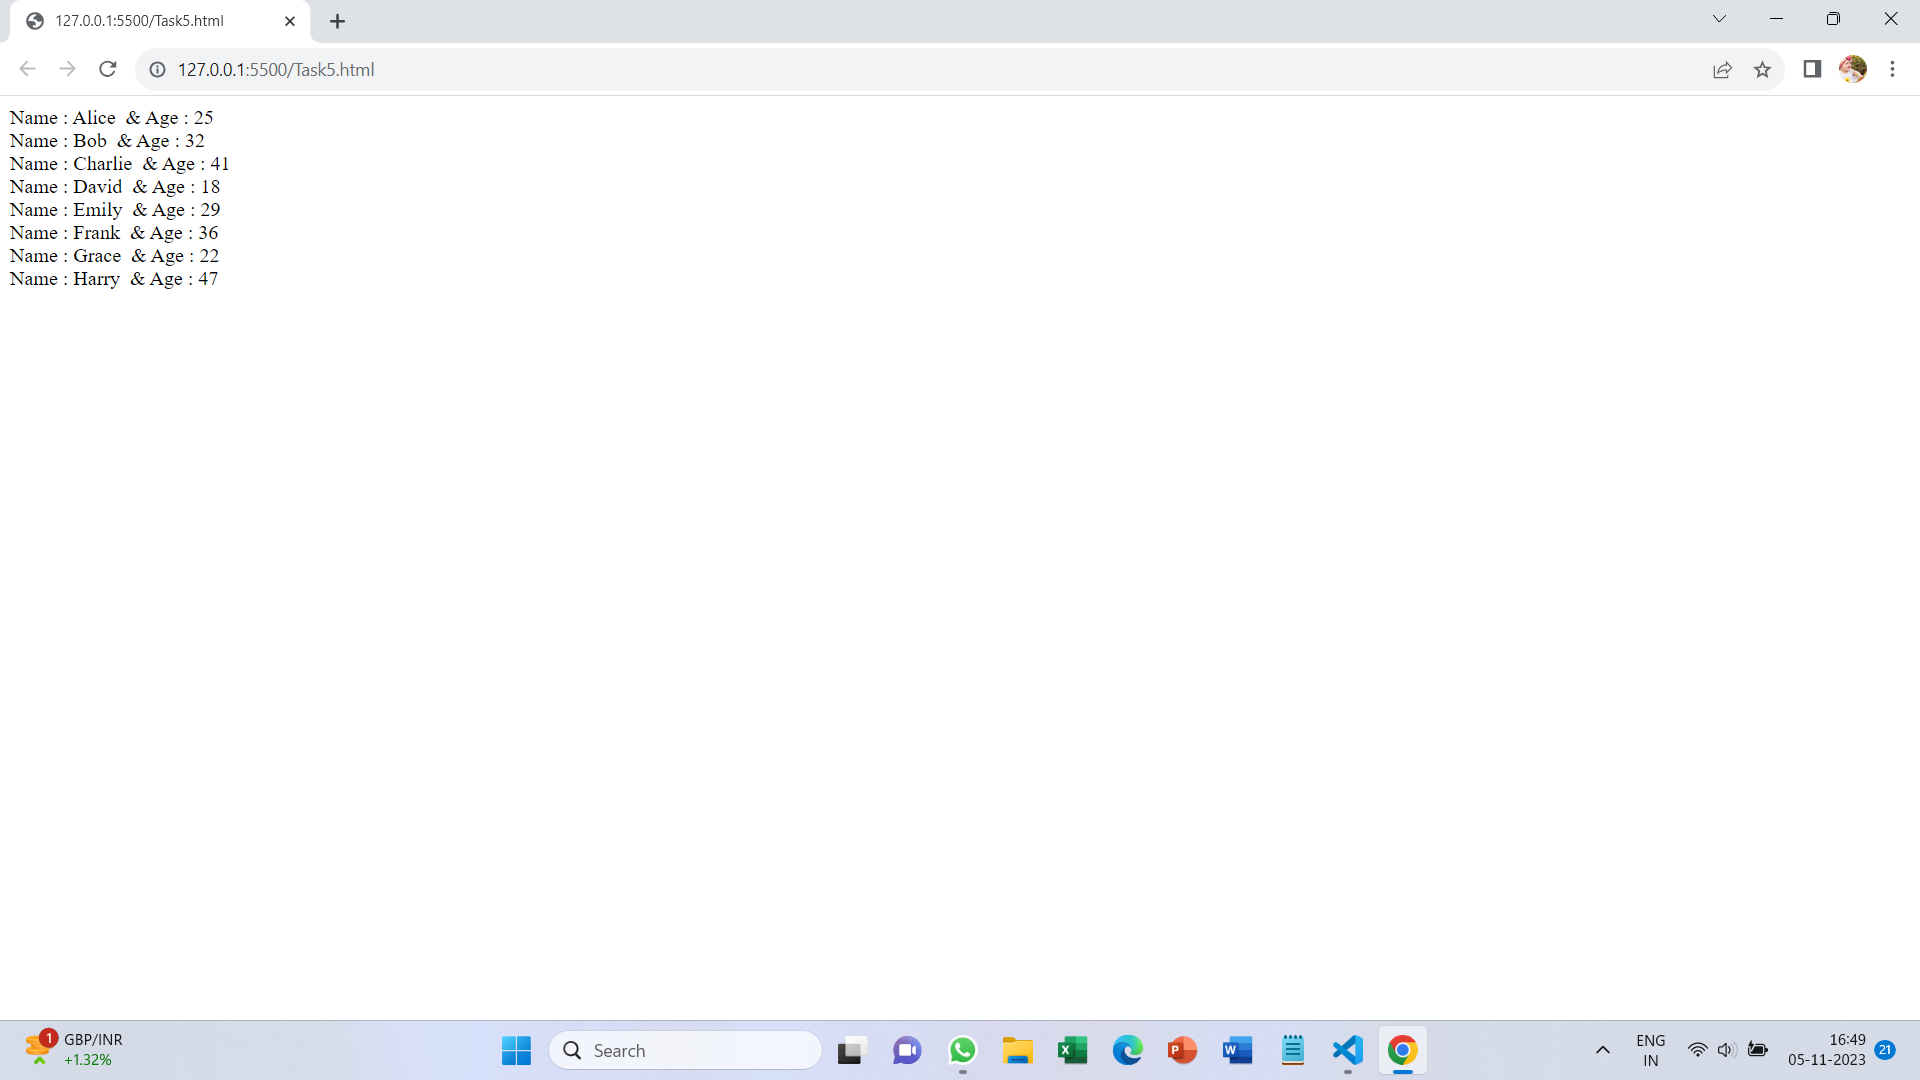 127.0.0.1:5500/Task5.html
127.0.0.1:5500/Task5.html
Name : Alice  & Age : 25
Name : Bob  & Age : 32
Name : Charlie  & Age : 41
Name : David  & Age : 18
Name : Emily  & Age : 29
Name : Frank  & Age : 36
Name : Grace  & Age : 22
Name : Harry  & Age : 47
1
GBP/INR
+1.32%
Search
X
P
W
ENG
IN
16:49
05-11-2023
21